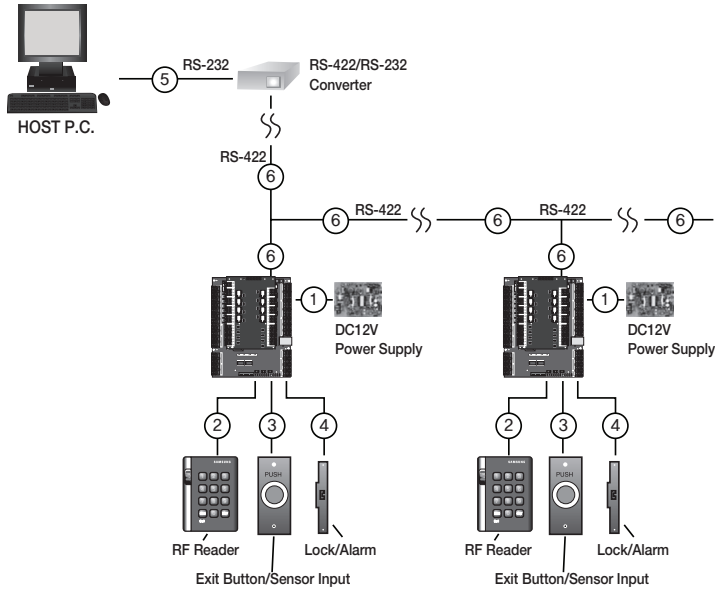 RS-232
5
RS-422/RS-232
Converter
HOST P.C.
RS-422
6
6
RS-422
6
RS-422
6
6
6
1
DC12V
Power Supply
1
DC12V
Power Supply
2
3
4
2
3
4
SAMSUNG
PUSH
SAMSUNG
PUSH
RF Reader
Lock/Alarm
Exit Button/Sensor Input
RF Reader
Lock/Alarm
Exit Button/Sensor Input